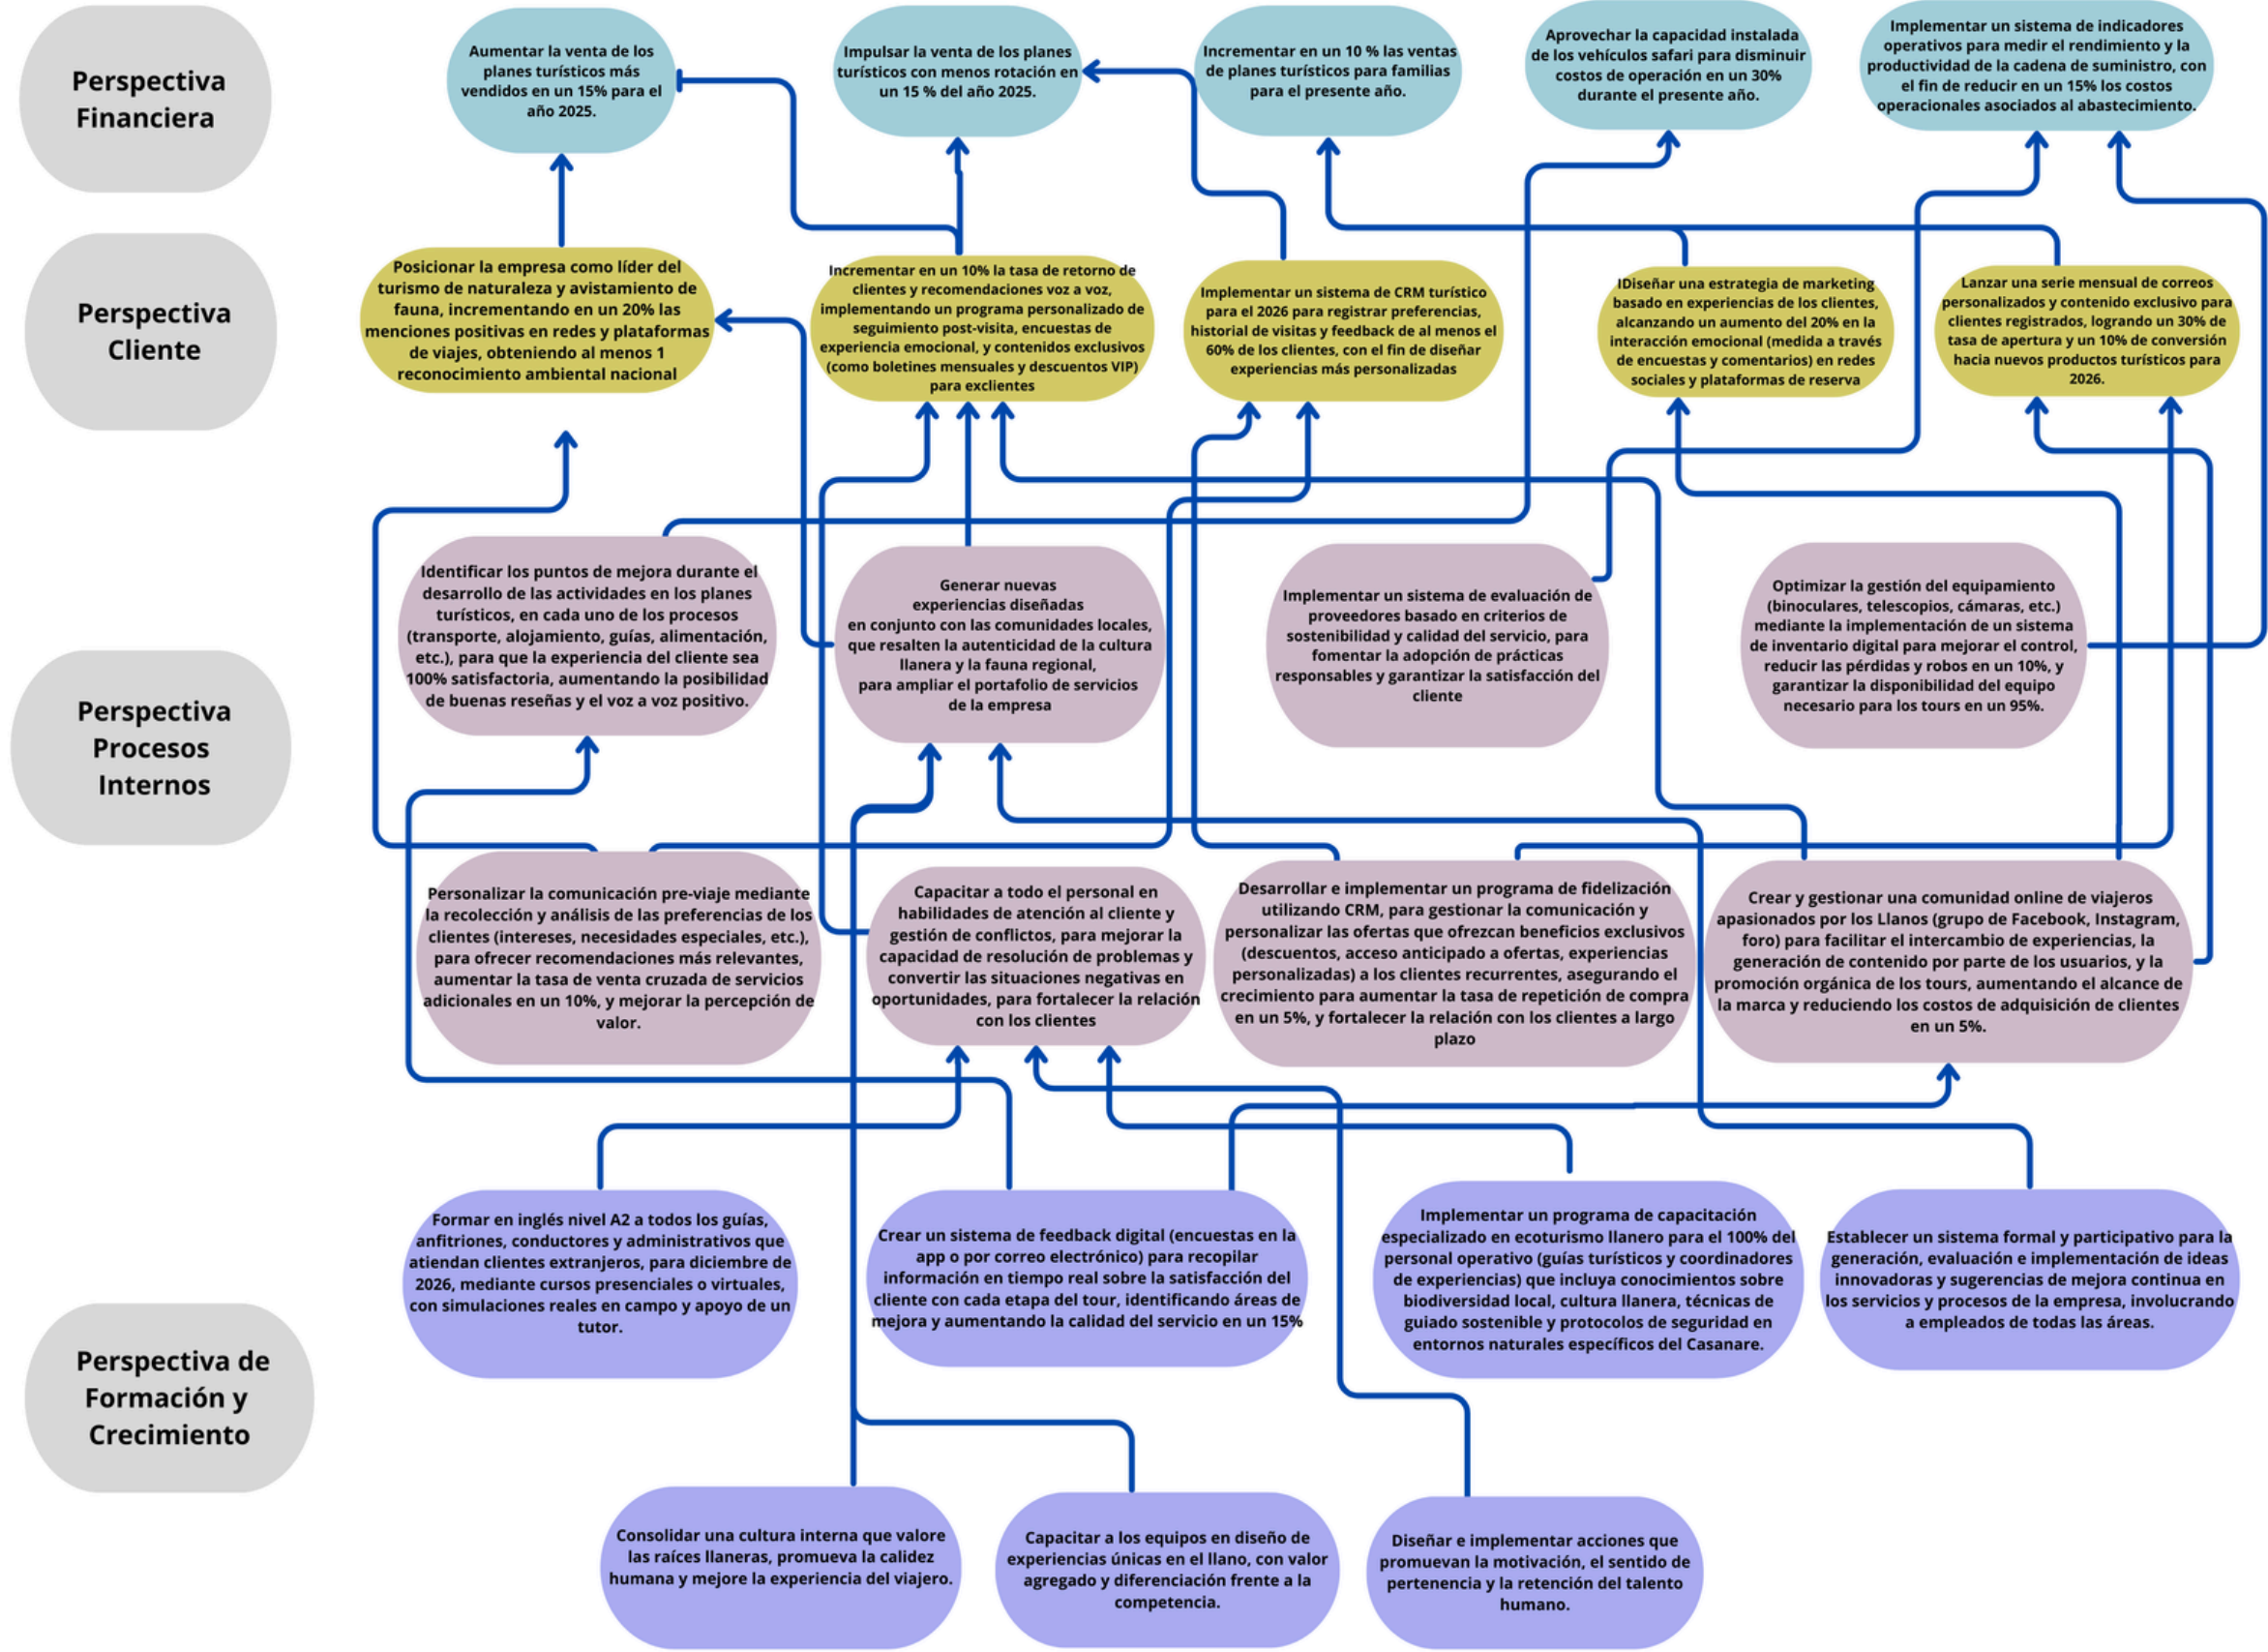 Perspectiva
Financiera
Aumentar la venta de los
planes turísticos más
vendidos en un 15% para el
año 2025.
Impulsar la venta de los planes
turísticos con menos rotación en
un 15 % del año 2025.
Incrementar en un 10 % las ventas
de planes turísticos para familias
para el presente año.
Aprovechar la capacidad instalada
de los vehículos safari para disminuir
costos de operación en un 30%
durante el presente año.
Implementar un sistema de indicadores
operativos para medir el rendimiento y la
productividad de la cadena de suministro, con
el fin de reducir en un 15% los costos
operacionales asociados al abastecimiento.
Perspectiva
Cliente
Posicionar la empresa como líder del
turismo de naturaleza y avistamiento de
fauna, incrementando en un 20% las
menciones positivas en redes y plataformas
de viajes, obteniendo al menos 1
reconocimiento ambiental nacional
Incrementar en un 10% la tasa de retorno de
clientes y recomendaciones voz a voz,
implementando un programa personalizado de
seguimiento post-visita, encuestas de
experiencia emocional, y contenidos exclusivos
(como boletines mensuales y descuentos VIP)
para exclientes
Implementar un sistema de CRM turístico
para el 2026 para registrar preferencias,
historial de visitas y feedback de al menos el
60% de los clientes, con el fin de diseñar
experiencias más personalizadas
IDiseñar una estrategia de marketing
basado en experiencias de los clientes,
alcanzando un aumento del 20% en la
interacción emocional (medida a través
de encuestas y comentarios) en redes
sociales y plataformas de reserva
Lanzar una serie mensual de correos
personalizados y contenido exclusivo para
clientes registrados, logrando un 30% de
tasa de apertura y un 10% de conversión
hacia nuevos productos turísticos para
2026.
Perspectiva
Procesos
Internos
Identificar los puntos de mejora durante el
desarrollo de las actividades en los planes
turísticos, en cada uno de los procesos
(transporte, alojamiento, guías, alimentación,
etc.), para que la experiencia del cliente sea
100% satisfactoria, aumentando la posibilidad
de buenas reseñas y el voz a voz positivo.
Generar nuevas
experiencias diseñadas
en conjunto con las comunidades locales,
que resalten la autenticidad de la cultura
llanera y la fauna regional,
para ampliar el portafolio de servicios
de la empresa
Implementar un sistema de evaluación de
proveedores basado en criterios de
sostenibilidad y calidad del servicio, para
fomentar la adopción de prácticas
responsables y garantizar la satisfacción del
cliente
Optimizar la gestión del equipamiento
(binoculares, telescopios, cámaras, etc.)
mediante la implementación de un sistema
de inventario digital para mejorar el control,
reducir las pérdidas y robos en un 10%, y
garantizar la disponibilidad del equipo
necesario para los tours en un 95%.
Personalizar la comunicación pre-viaje mediante
la recolección y análisis de las preferencias de los
clientes (intereses, necesidades especiales, etc.),
para ofrecer recomendaciones más relevantes,
aumentar la tasa de venta cruzada de servicios
adicionales en un 10%, y mejorar la percepción de
valor.
Capacitar a todo el personal en
habilidades de atención al cliente y
gestión de conflictos, para mejorar la
capacidad de resolución de problemas y
convertir las situaciones negativas en
oportunidades, para fortalecer la relación
con los clientes
Desarrollar e implementar un programa de fidelización
utilizando CRM, para gestionar la comunicación y
personalizar las ofertas que ofrezcan beneficios exclusivos
(descuentos, acceso anticipado a ofertas, experiencias
personalizadas) a los clientes recurrentes, asegurando el
crecimiento para aumentar la tasa de repetición de compra
en un 5%, y fortalecer la relación con los clientes a largo
plazo
Crear y gestionar una comunidad online de viajeros
apasionados por los Llanos (grupo de Facebook, Instagram,
foro) para facilitar el intercambio de experiencias, la
generación de contenido por parte de los usuarios, y la
promoción orgánica de los tours, aumentando el alcance de
la marca y reduciendo los costos de adquisición de clientes
en un 5%.
Perspectiva de
Formación y
Crecimiento
Formar en inglés nivel A2 a todos los guías,
anfitriones, conductores y administrativos que
atiendan clientes extranjeros, para diciembre de
2026, mediante cursos presenciales o virtuales,
con simulaciones reales en campo y apoyo de un
tutor.
Crear un sistema de feedback digital (encuestas en la
app o por correo electrónico) para recopilar
información en tiempo real sobre la satisfacción del
cliente con cada etapa del tour, identificando áreas de
mejora y aumentando la calidad del servicio en un 15%
Implementar un programa de capacitación
especializado en ecoturismo llanero para el 100% del
personal operativo (guías turísticos y coordinadores
de experiencias) que incluya conocimientos sobre
biodiversidad local, cultura llanera, técnicas de
guiado sostenible y protocolos de seguridad en
entornos naturales específicos del Casanare.
Establecer un sistema formal y participativo para la
generación, evaluación e implementación de ideas
innovadoras y sugerencias de mejora continua en
los servicios y procesos de la empresa, involucrando
a empleados de todas las áreas.
Consolidar una cultura interna que valore
las raíces llaneras, promueva la calidez
humana y mejore la experiencia del viajero.
Capacitar a los equipos en diseño de
experiencias únicas en el llano, con valor
agregado y diferenciación frente a la
competencia.
Diseñar e implementar acciones que
promuevan la motivación, el sentido de
pertenencia y la retención del talento
humano.